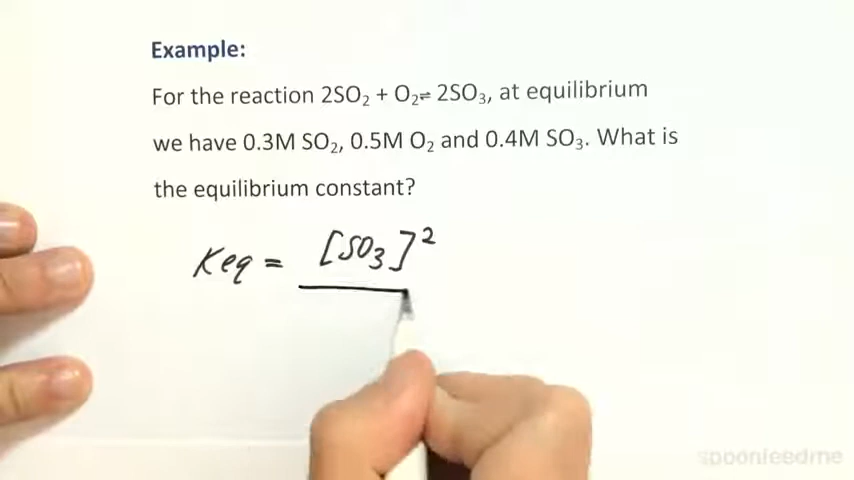 Example:
For the reaction 2SO₂ + O₂⇌ 2SO₃, at equilibrium
we have 0.3M SO₂, 0.5M O₂ and 0.4M SO₃. What is
the equilibrium constant?
Keq = [SO₃]²
spoonfeedme